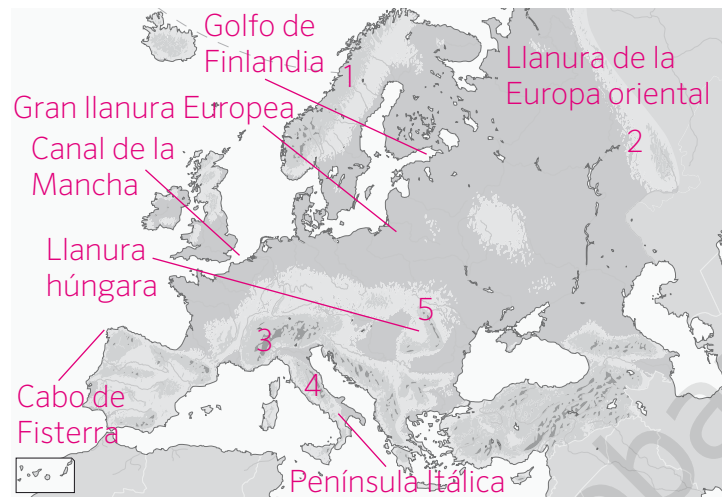 Golfo de
Finlandia
1
Llanura de la
Europa oriental
2
Gran llanura Europea
Canal de la
Mancha
Llanura
húngara
5
3
4
Cabo de
Fisterra
Península Itálica